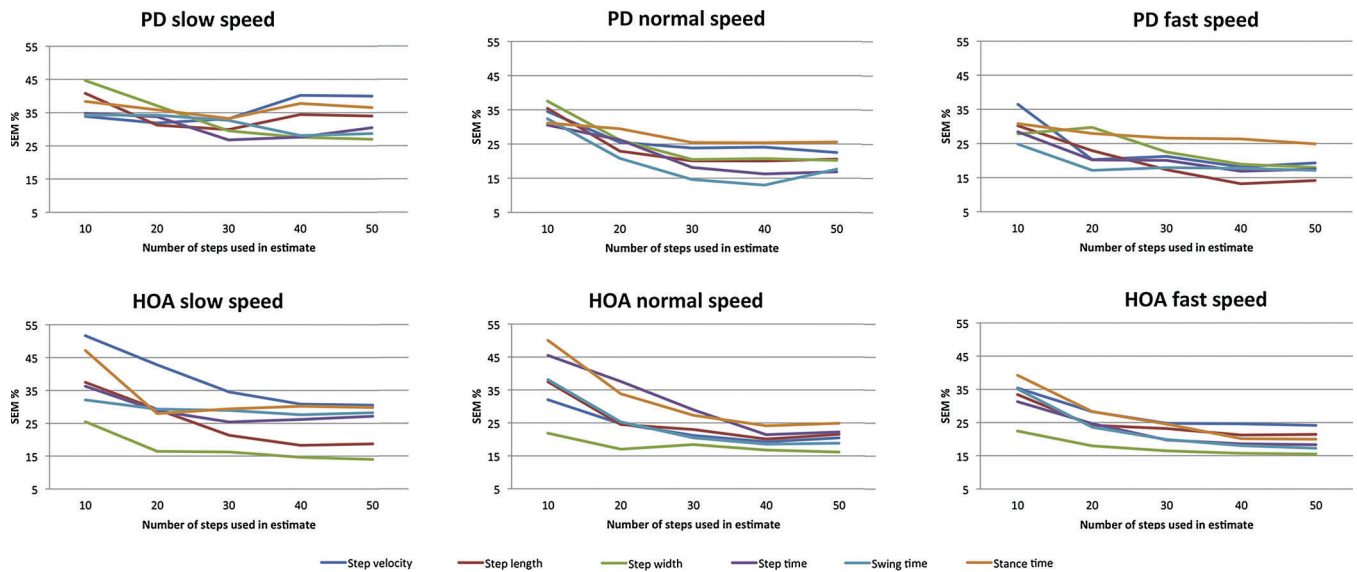 PD slow speed
55
45
35
25
15
5
SEM %
10 20 30 40 50
Number of steps used in estimate
PD normal speed
55
45
35
25
15
5
SEM %
10 20 30 40 50
Number of steps used in estimate
PD fast speed
55
45
35
25
15
5
SEM %
10 20 30 40 50
Number of steps used in estimate
HOA slow speed
55
45
35
25
15
5
SEM %
10 20 30 40 50
Number of steps used in estimate
HOA normal speed
55
45
35
25
15
5
SEM %
10 20 30 40 50
Number of steps used in estimate
HOA fast speed
55
45
35
25
15
5
SEM %
10 20 30 40 50
Number of steps used in estimate
Step velocity Step length Step width Step time Swing time Stance time